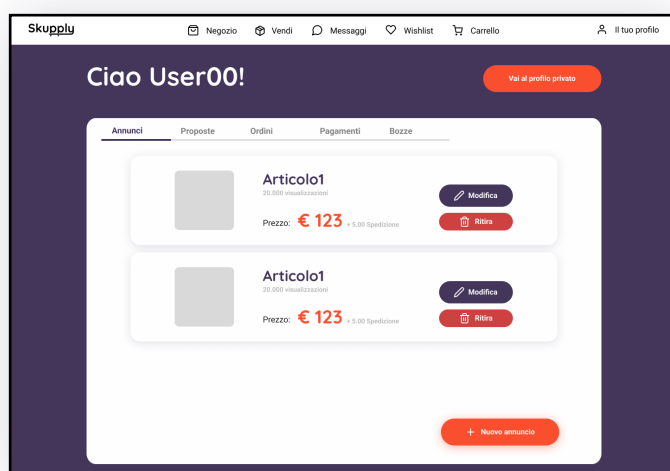 Skupply
Negozio Vendi Messaggi Wishlist Carrello Il tuo profilo
Ciao User00!
Vai al profilo privato
Annunci Proposte Ordini Pagamenti Bozze
Articolo1
20.000 visualizzazioni
Modifica
Prezzo: € 123 + 5.00 Spedizione
Ritira
Articolo1
20.000 visualizzazioni
Modifica
Prezzo: € 123 + 5.00 Spedizione
Ritira
Nuovo annuncio